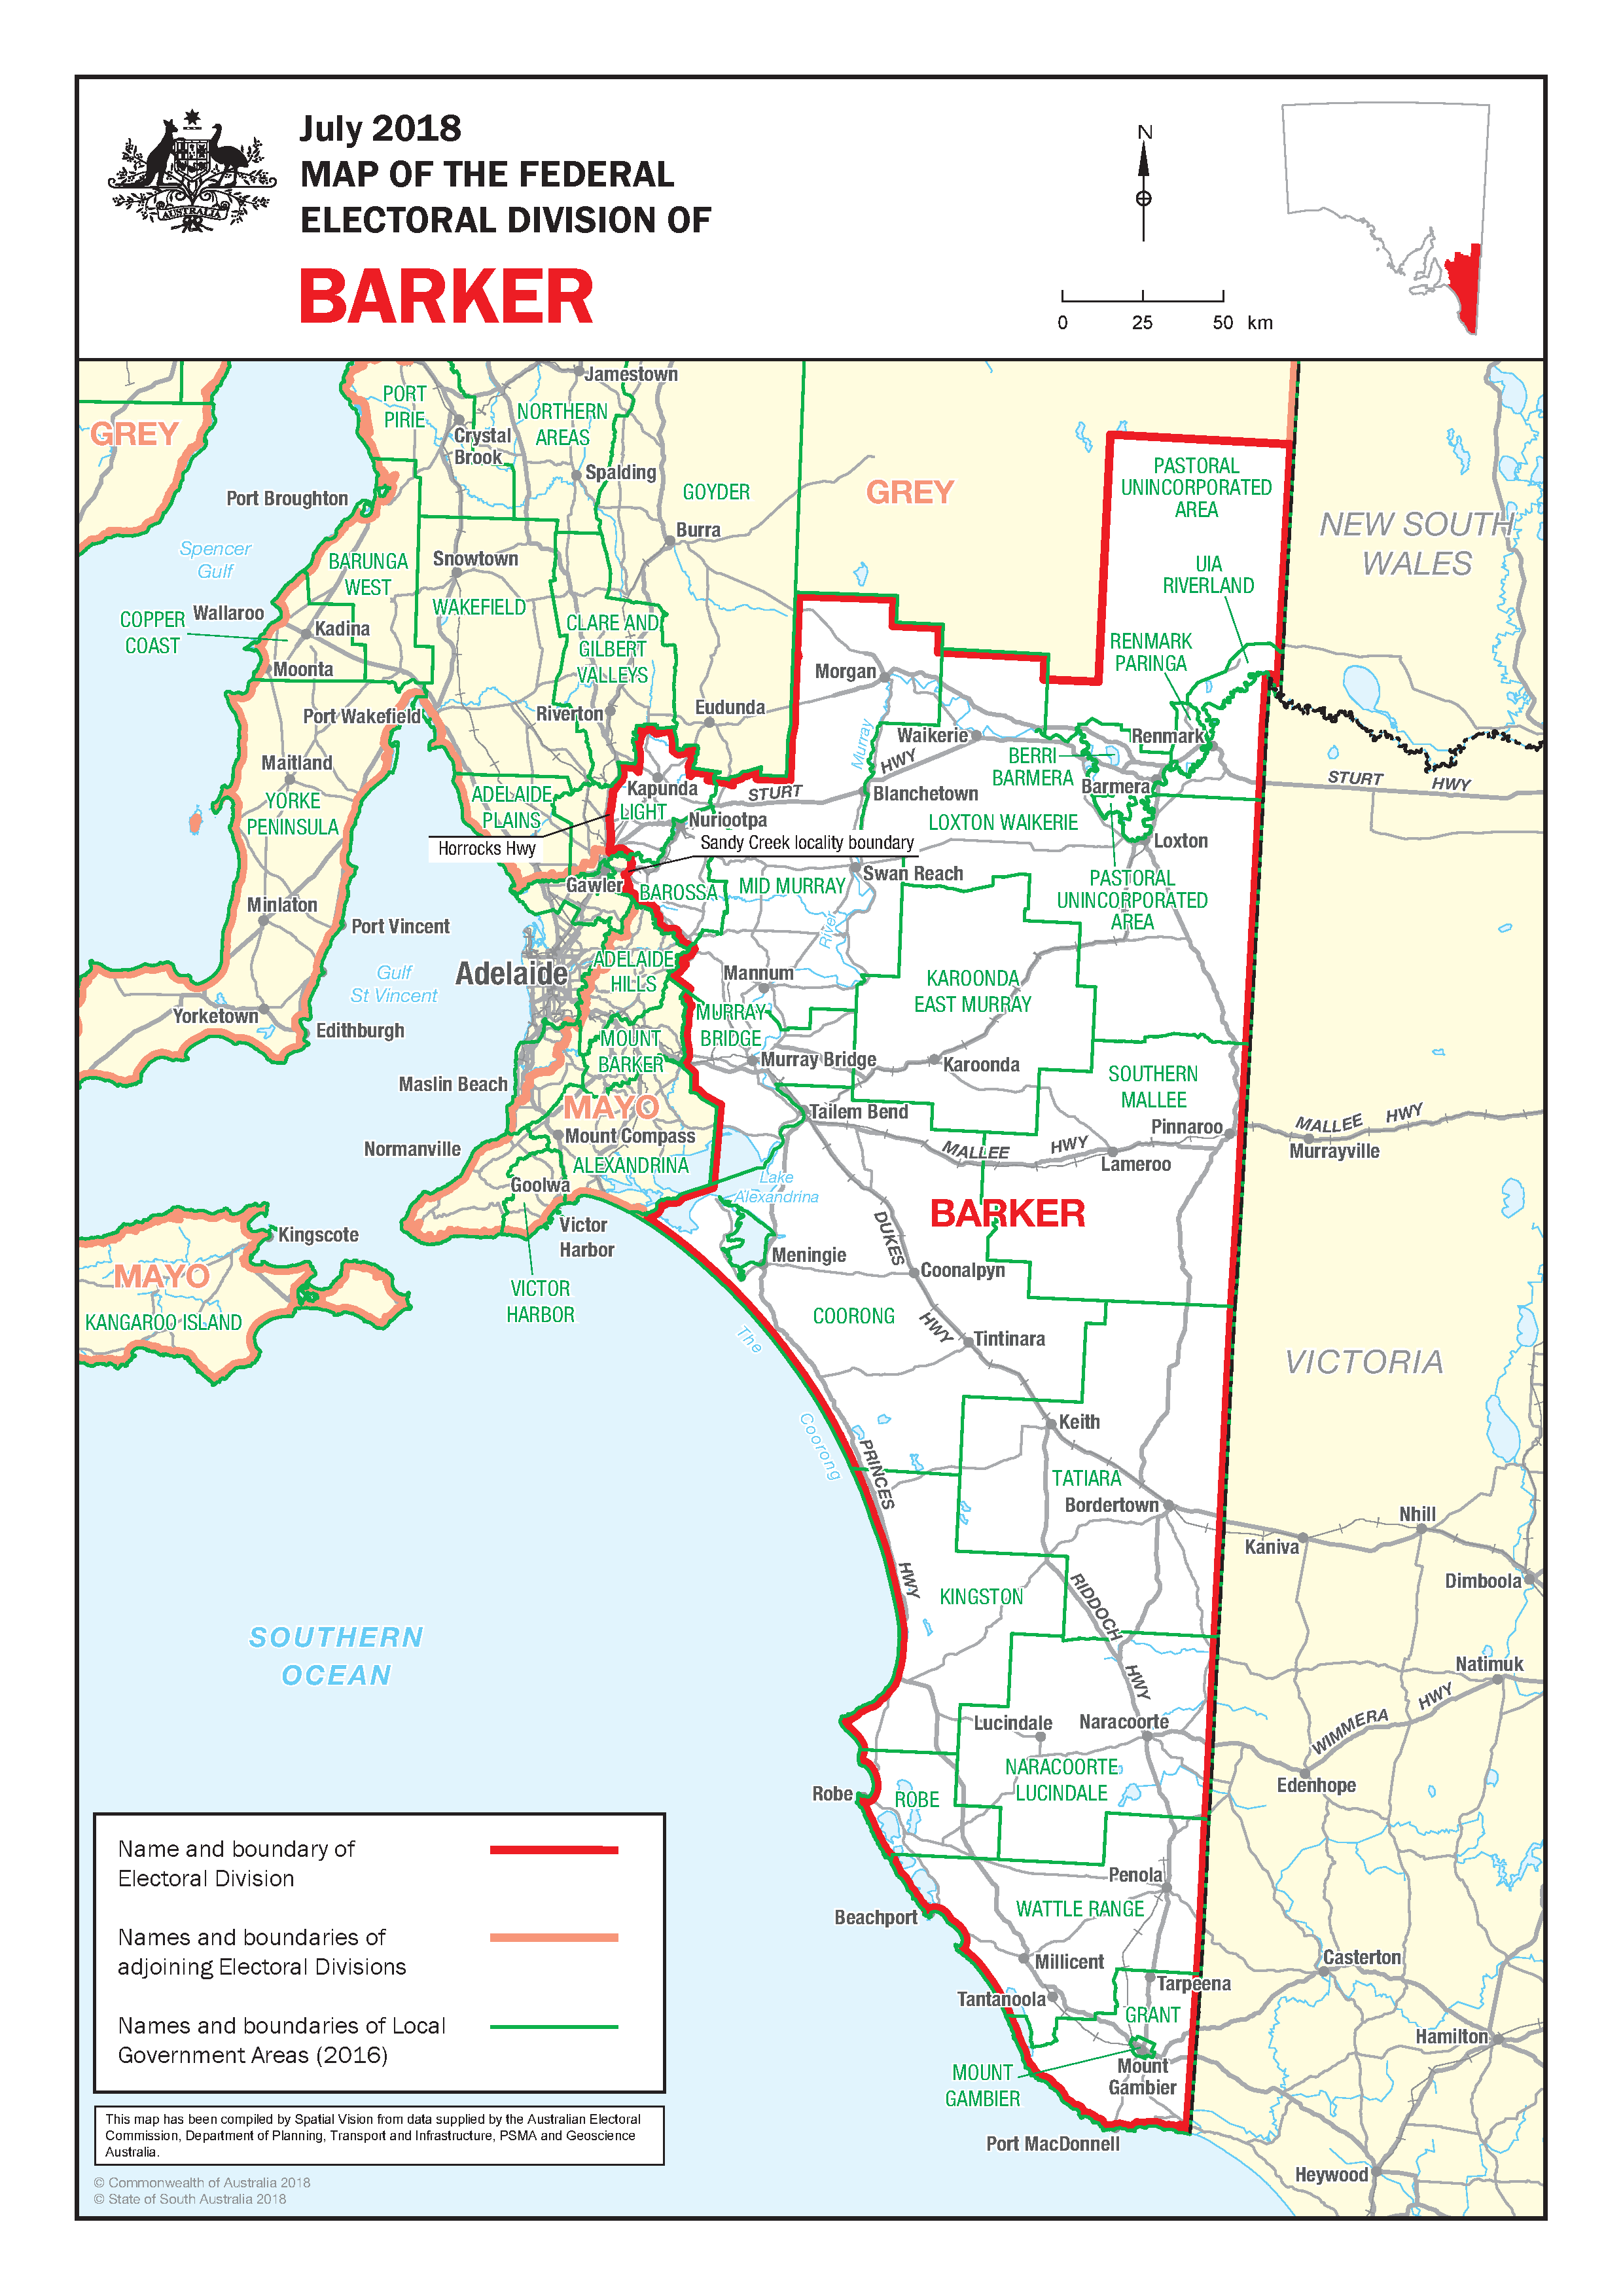 July 2018
MAP OF THE FEDERAL
ELECTORAL DIVISION OF
BARKER
AUSTRALIA
N
0 25 50 km
Jamestown
PORT
PIRIE
NORTHERN
AREAS
GREY
Crystal
Brook
Spalding
PASTORAL
UNINCORPORATED
AREA
GOYDER
GREY
Port Broughton
NEW SOUTH
WALES
Burra
Spencer
Gulf
BARUNGA
WEST
Snowtown
UIA
RIVERLAND
WAKEFIELD
COPPER
COAST
Wallaroo
Kadina
CLARE AND
GILBERT
VALLEYS
RENMARK
PARINGA
Moonta
Morgan
Port Wakefield
Riverton
Eudunda
Murray
Waikerie
Renmark
HWY
BERRI
BARMERA
Maitland
Barmera
STURT
HWY
Kapunda
STURT
Blanchetown
YORKE
PENINSULA
ADELAIDE
PLAINS
LIGHT
Nuriootpa
LOXTON WAIKERIE
Horrocks Hwy
Sandy Creek locality boundary
Loxton
Gawler
BAROSSA
MID MURRAY
Swan Reach
PASTORAL
UNINCORPORATED
AREA
Minlaton
Port Vincent
River
Gulf
St Vincent
Adelaide
ADELAIDE
HILLS
Mannum
KAROONDA
EAST MURRAY
Yorketown
Edithburgh
MURRAY
BRIDGE
MOUNT
BARKER
Murray Bridge
Karoonda
Maslin Beach
SOUTHERN
MALLEE
MAYO
Tailem Bend
Pinnaroo
MALLEE
HWY
Normanville
Mount Compass
MALLEE
HWY
Lameroo
Murrayville
ALEXANDRINA
Goolwa
Lake
Alexandrina
BARKER
Kingscote
Victor
Harbor
DUKES
Meningie
Coonalpyn
MAYO
VICTOR
HARBOR
KANGAROO ISLAND
COORONG
HWY
Tintinara
The
VICTORIA
Coorong
Keith
PRINCES
TATIARA
Bordertown
Nhill
Kaniva
HWY
Dimboola
KINGSTON
RIDDOCH
SOUTHERN
OCEAN
Natimuk
HWY
HWY
Lucindale
Naracoorte
WIMMERA
NARACOORTE
LUCINDALE
Edenhope
Robe
ROBE
Penola
WATTLE RANGE
Beachport
Millicent
Casterton
Tarpeena
Tantanoola
GRANT
Hamilton
MOUNT
GAMBIER
Mount
Gambier
Port MacDonnell
Heywood
Name and boundary of
Electoral Division
Names and boundaries of
adjoining Electoral Divisions
Names and boundaries of Local
Government Areas (2016)
This map has been compiled by Spatial Vision from data supplied by the Australian Electoral
Commission, Department of Planning, Transport and Infrastructure, PSMA and Geoscience
Australia.
© Commonwealth of Australia 2018
© State of South Australia 2018